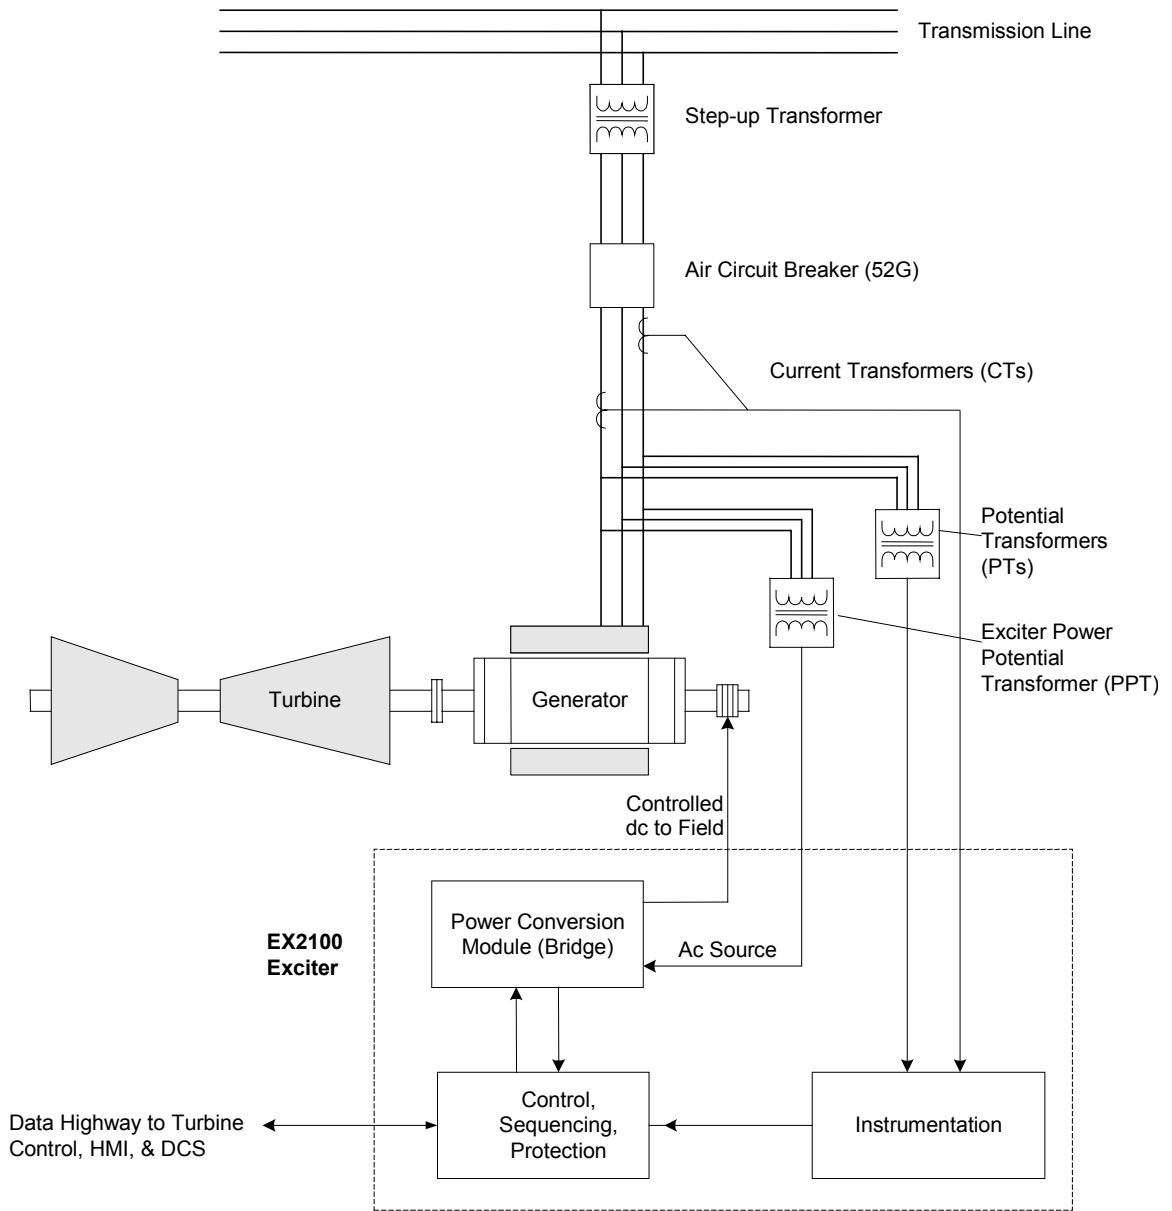 Transmission Line
Step-up Transformer
Air Circuit Breaker (52G)
Current Transformers (CTs)
Potential
Transformers
(PTs)
Exciter Power
Potential
Transformer (PPT)
Turbine
Generator
Controlled
dc to Field
Power Conversion
Module (Bridge)
Ac Source
EX2100
Exciter
Control,
Sequencing,
Protection
Instrumentation
Data Highway to Turbine
Control, HMI, & DCS